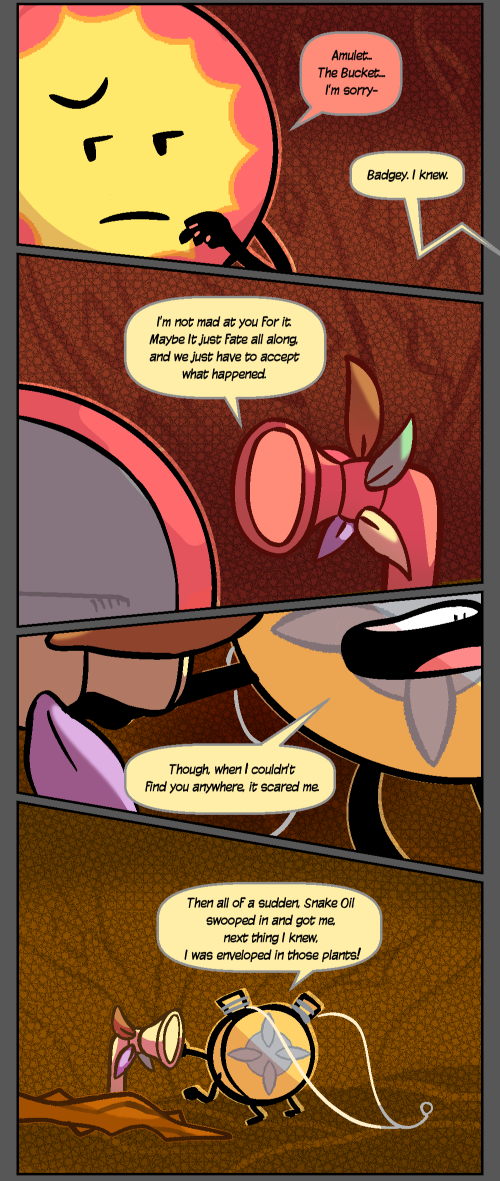 Amulet...
The Bucket...
I'm sorry-
Badgey. I knew.
I'm not mad at you For it.
Maybe It just Fate all along,
and we just have to accept
what happened.
Though, when I couldn't
Find you anywhere, it scared me.
Then all of a sudden, Snake Oil
swooped in and got me,
next thing I knew,
I was enveloped in those plants!